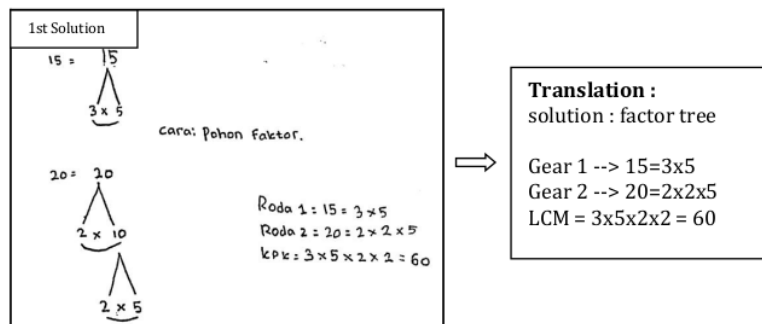 1st Solution
15 = 15
3 × 5
cara: Pohon Faktor.
20 = 20
2 × 10
2 × 5
Roda 1 : 15 = 3 × 5
Roda 2 = 20 = 2 × 2 × 5
KPK = 3 × 5 × 2 × 2 = 60
Translation :
solution : factor tree
Gear 1 --> 15=3x5
Gear 2 --> 20=2x2x5
LCM = 3x5x2x2 = 60